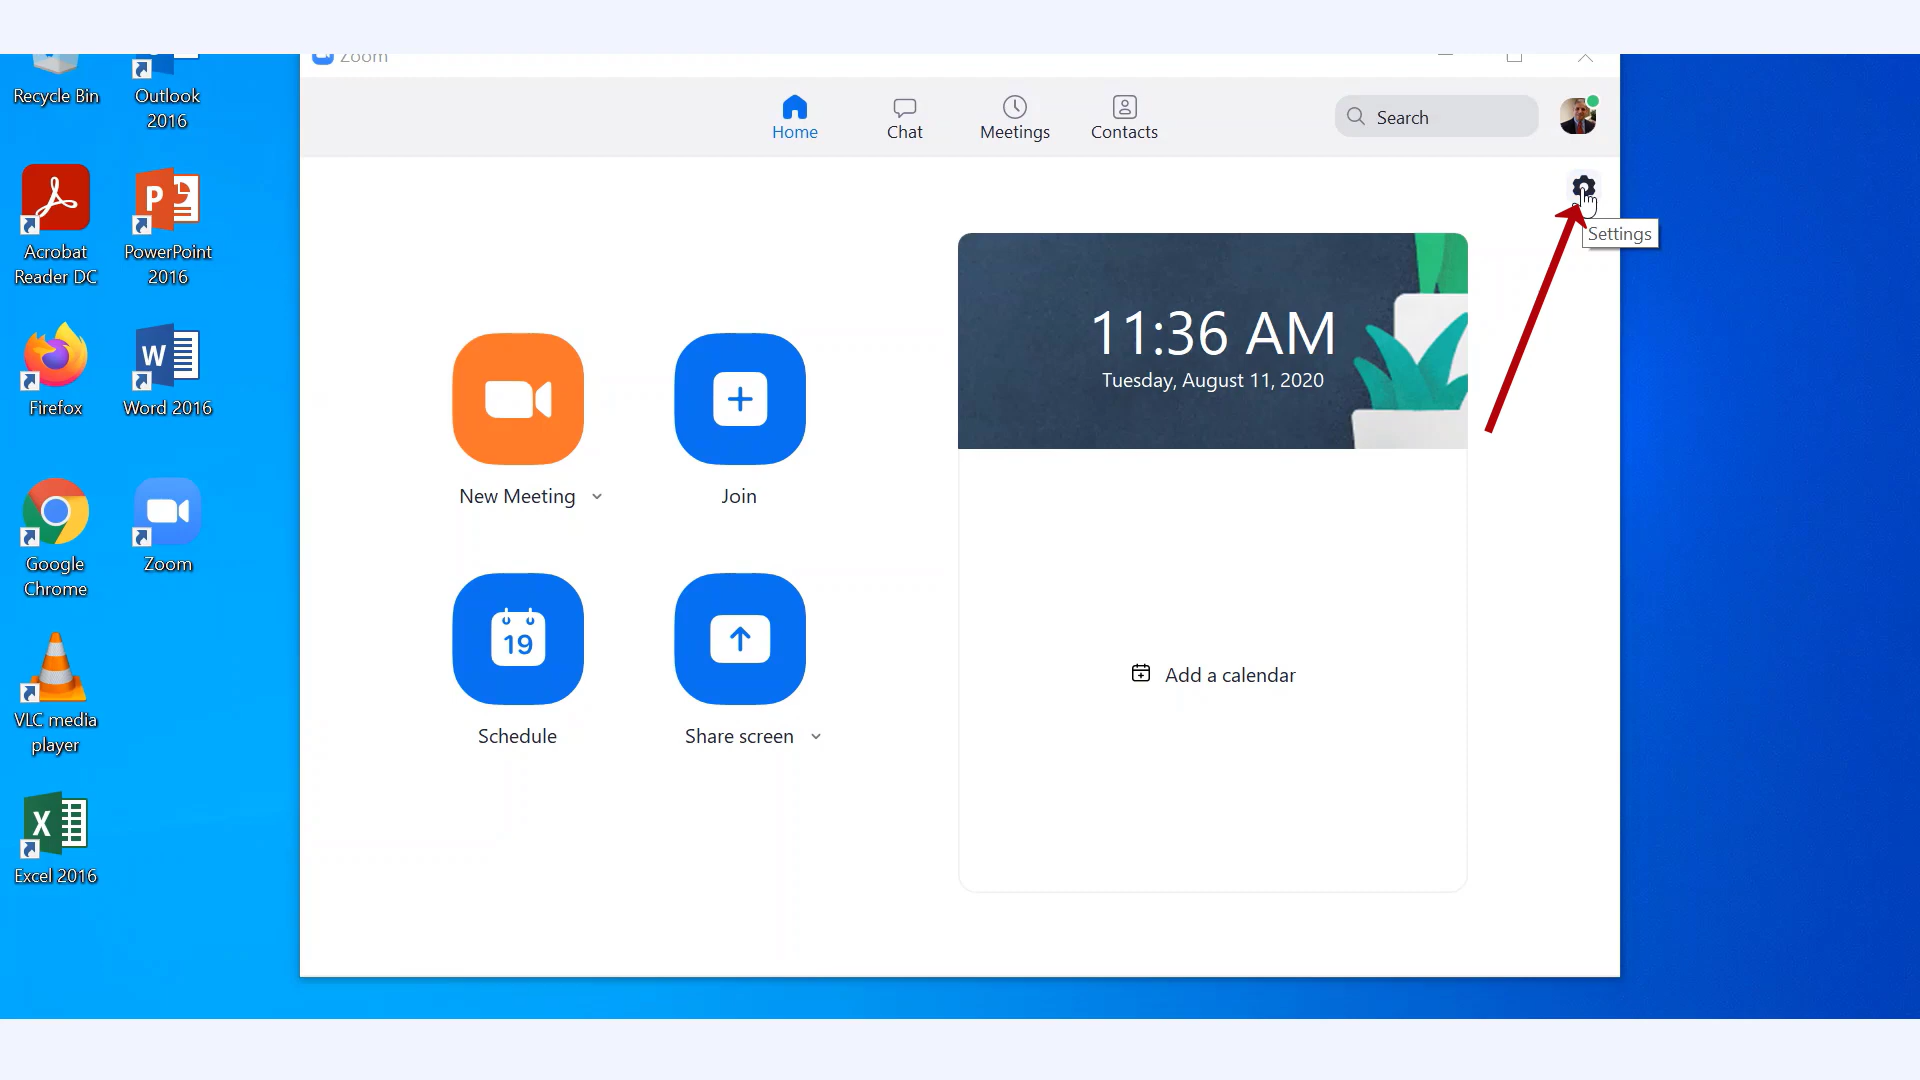 Zoom
Recycle Bin
Outlook
2016
Home
Chat
Meetings
Contacts
Search
Settings
Acrobat
Reader DC
PowerPoint
2016
11:36 AM
Tuesday, August 11, 2020
Firefox
Word 2016
New Meeting
Join
Google
Chrome
Zoom
19
Add a calendar
Schedule
Share screen
VLC media
player
Excel 2016